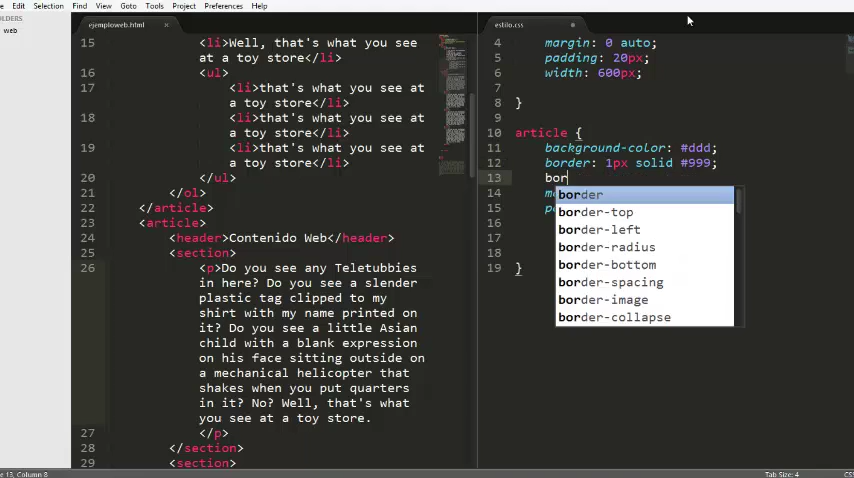 Edit Selection Find View Goto Tools Project Preferences Help
web
ejemploweb.html ×
15 <li>Well, that's what you see
at a toy store</li>
16 <ul>
17 <li>that's what you see at
a toy store</li>
18 <li>that's what you see at
a toy store</li>
19 <li>that's what you see at
a toy store</li>
20 </ul>
21 </ol>
22 </article>
23 <article>
24 <header>Contenido Web</header>
25 <section>
26 <p>Do you see any Teletubbies
in here? Do you see a slender
plastic tag clipped to my
shirt with my name printed on
it? Do you see a little Asian
child with a blank expression
on his face sitting outside on
a mechanical helicopter that
shakes when you put quarters
in it? No? Well, that's what
you see at a toy store.
27 </p>
28 </section>
29 <section>
estilo.css
4 margin: 0 auto;
5 padding: 20px;
6 width: 600px;
7
8 }
9
10 article {
11 background-color: #ddd;
12 border: 1px solid #999;
13 bor
14 m
15 p
16
17
18
19 }
border
border-top
border-left
border-radius
border-bottom
border-spacing
border-image
border-collapse
13, Column 8
Tab Size: 4